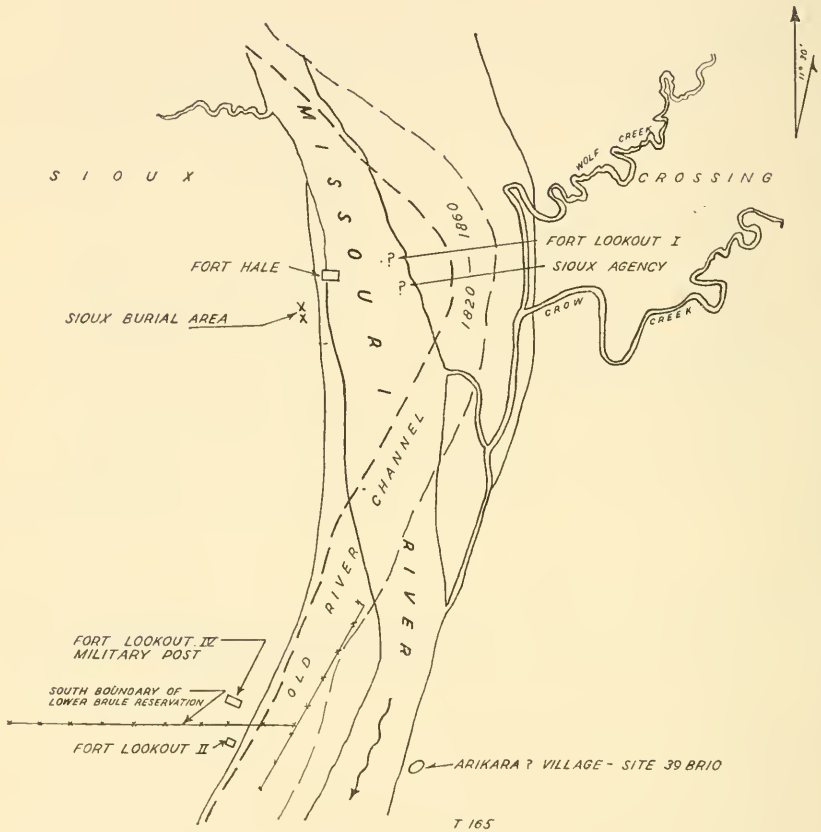 11° 30'
MISSOURI
WOLF CREEK
SIOUX
CROSSING
1820 — 1860
FORT LOOKOUT I
?
SIOUX AGENCY
?
FORT HALE
CROW CREEK
SIOUX BURIAL AREA
X
X
OLD RIVER CHANNEL
RIVER
FORT LOOKOUT IV
MILITARY POST
SOUTH BOUNDARY OF
LOWER BRULE RESERVATION
FORT LOOKOUT II
ARIKARA ? VILLAGE - SITE 39 BR10
T 165